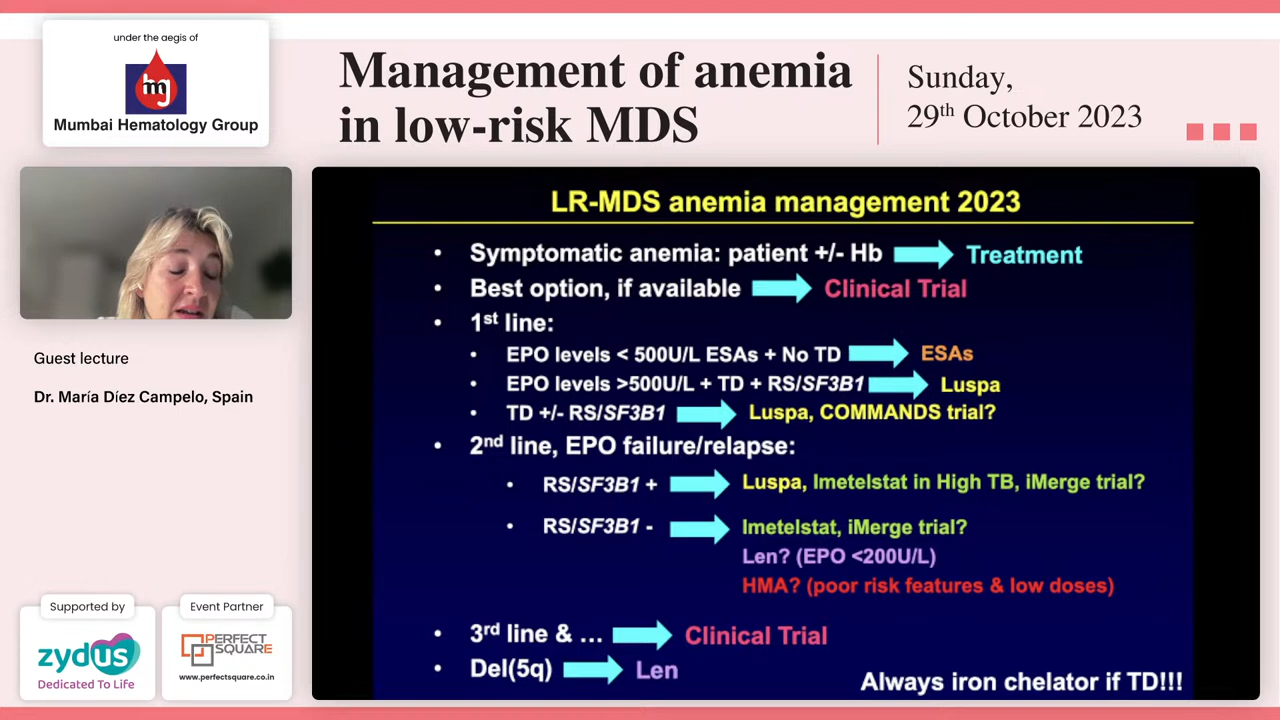 under the aegis of
mg
Mumbai Hematology Group
Management of anemia
in low-risk MDS
Sunday,
29th October 2023
Guest lecture
Dr. María Díez Campelo, Spain
LR-MDS anemia management 2023
• Symptomatic anemia: patient +/- Hb Treatment
• Best option, if available Clinical Trial
• 1st line:
• EPO levels < 500U/L ESAs + No TD ESAs
• EPO levels >500U/L + TD + RS/SF3B1 Luspa
• TD +/- RS/SF3B1 Luspa, COMMANDS trial?
• 2nd line, EPO failure/relapse:
• RS/SF3B1 + Luspa, Imetelstat in High TB, iMerge trial?
• RS/SF3B1 - Imetelstat, iMerge trial?
Len? (EPO <200U/L)
HMA? (poor risk features & low doses)
• 3rd line & ... Clinical Trial
• Del(5q) Len
Always iron chelator if TD!!!
Supported by
zydus
Dedicated To Life
Event Partner
PERFECT
SQUARE
www.perfectsquare.co.in